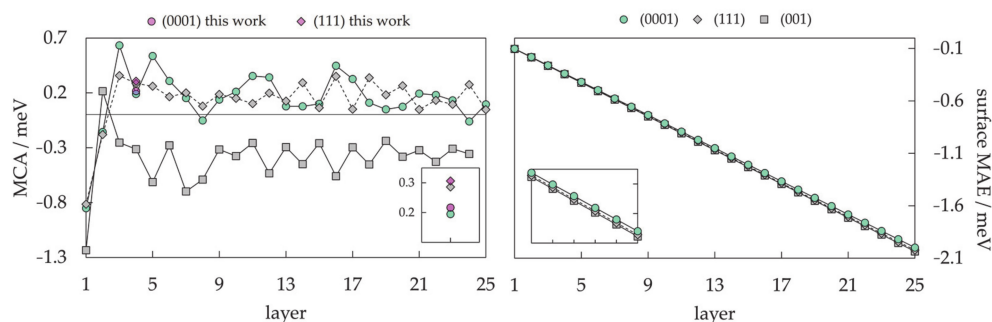 (0001) this work (111) this work
(0001) (111) (001)
0.7
0.2
-0.3
-0.8
-1.3
MCA / meV
0.3
0.2
1 5 9 13 17 21 25
layer
-0.1
-0.6
-1.1
-1.6
-2.1
surface MAE / meV
1 5 9 13 17 21 25
layer